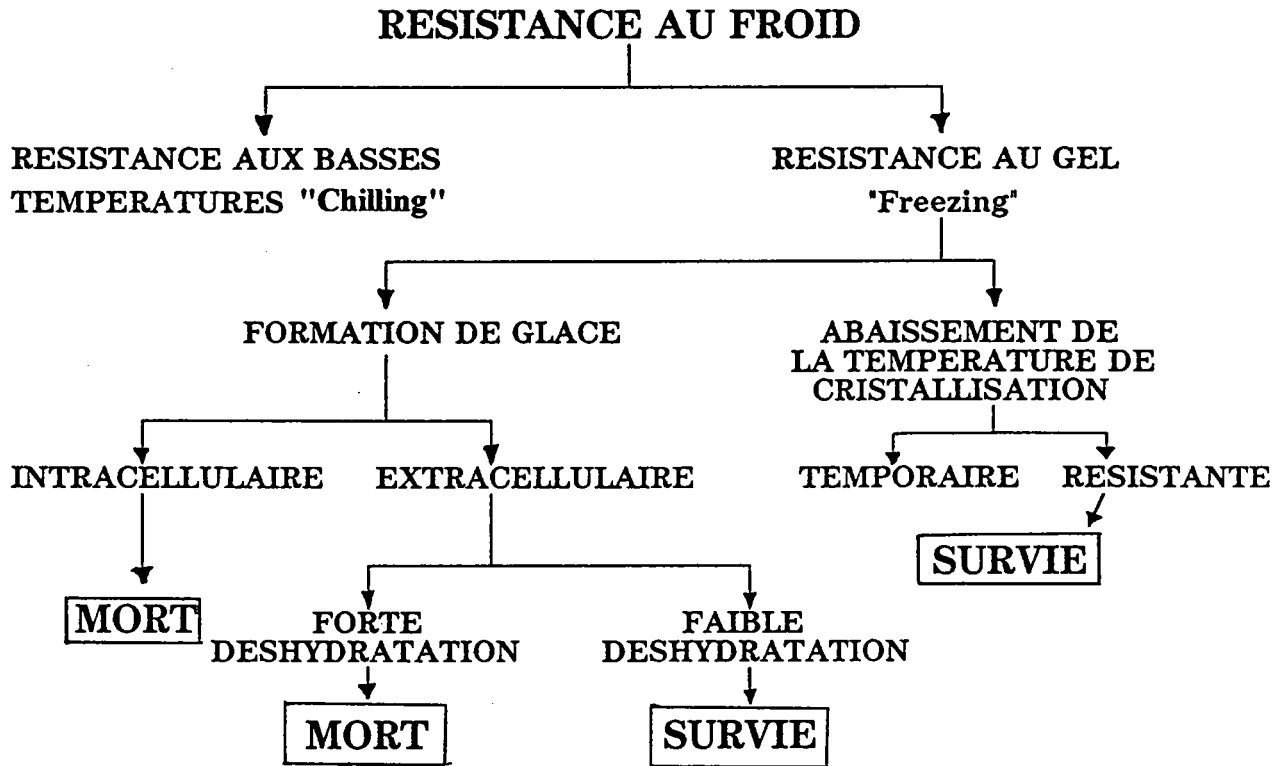 RESISTANCE AU FROID
RESISTANCE AUX BASSES
TEMPERATURES "Chilling"
RESISTANCE AU GEL
"Freezing"
FORMATION DE GLACE
ABAISSEMENT DE
LA TEMPERATURE DE
CRISTALLISATION
INTRACELLULAIRE
EXTRACELLULAIRE
TEMPORAIRE
RESISTANTE
SURVIE
MORT
FORTE
DESHYDRATATION
FAIBLE
DESHYDRATATION
MORT
SURVIE